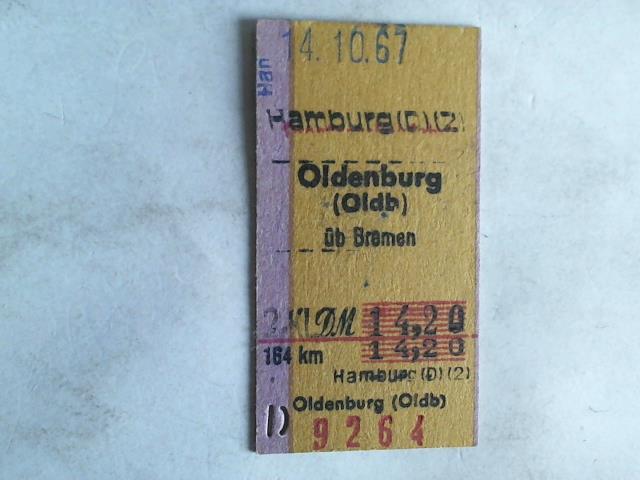 14.10.67
Han
Hamburg (D) (2)
Oldenburg
(Oldb)
üb Bremen
2.Kl DM 14,20
164 km 14,20
Hamburg (D) (2)
Oldenburg (Oldb)
1)
9264